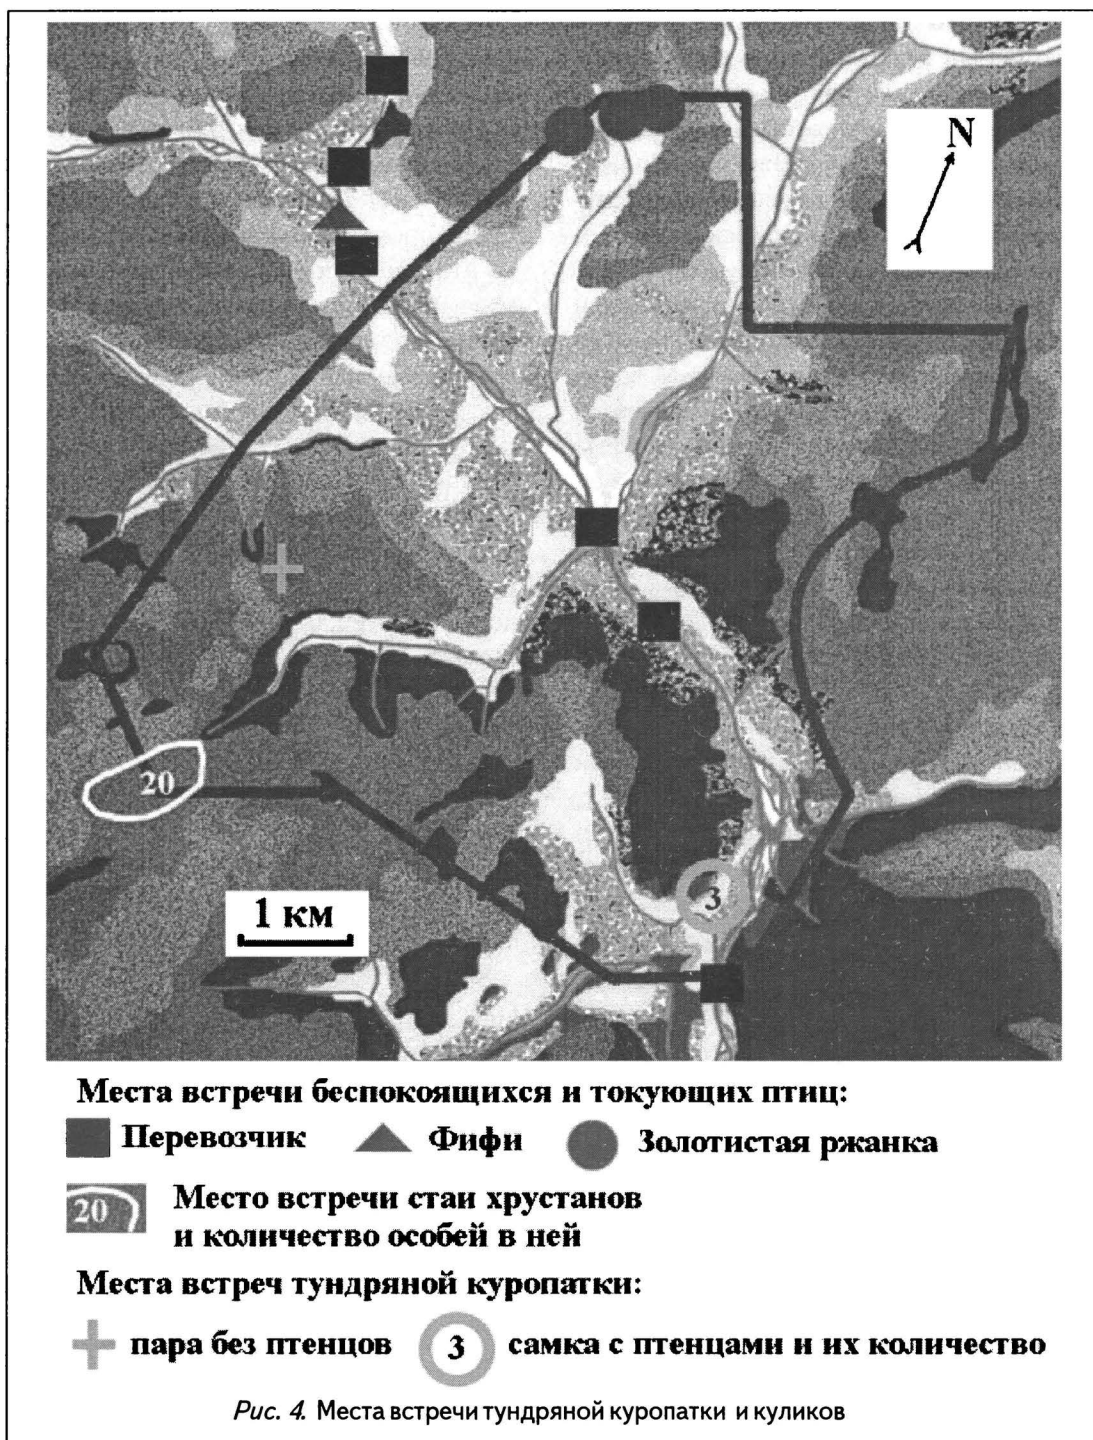 N
20
1 км
3
Места встречи беспокоящихся и токующих птиц:
Перевозчик Фифи Золотистая ржанка
20 Место встречи стаи хрустанов
и количество особей в ней
Места встреч тундряной куропатки:
пара без птенцов 3 самка с птенцами и их количество
Рис. 4. Места встречи тундряной куропатки и куликов